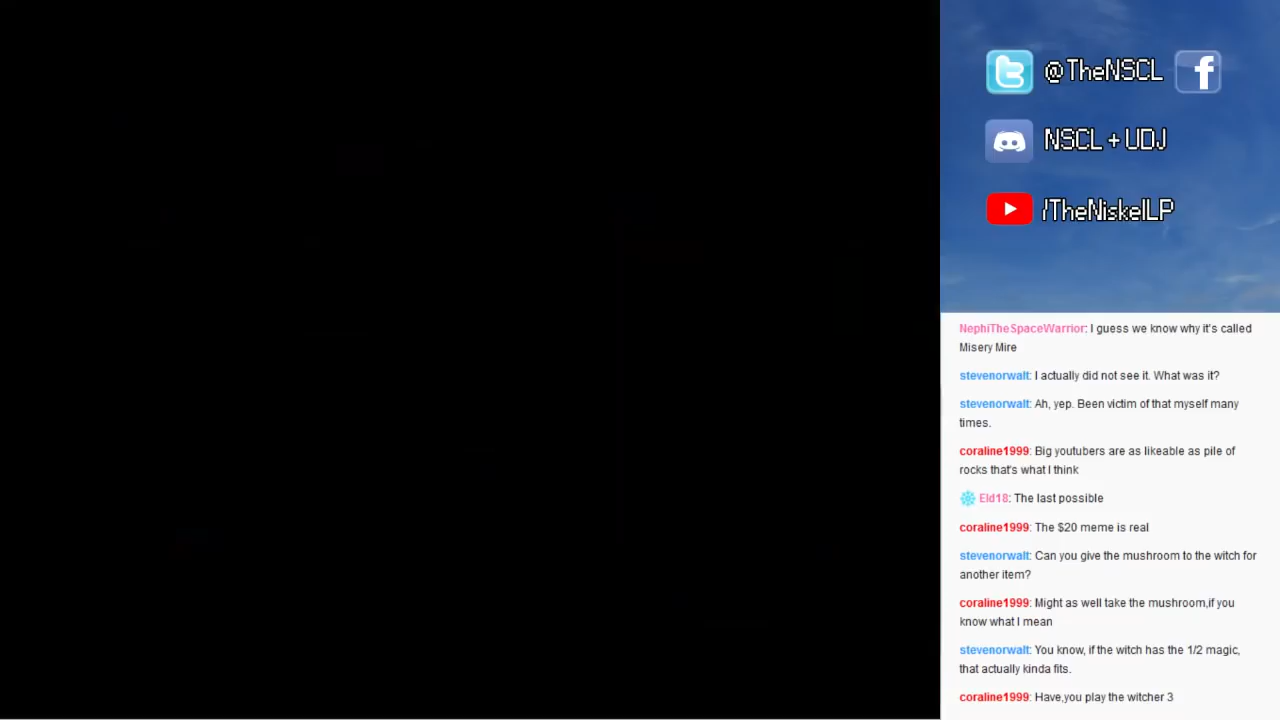 @TheNSCL
NSCL + UDJ
/TheNiskelLP
NephiTheSpaceWarrior: I guess we know why it's called
Misery Mire
stevenorwalt: I actually did not see it. What was it?
stevenorwalt: Ah, yep. Been victim of that myself many
times.
coraline1999: Big youtubers are as likeable as pile of
rocks that's what I think
Eld18: The last possible
coraline1999: The $20 meme is real
stevenorwalt: Can you give the mushroom to the witch for
another item?
coraline1999: Might as well take the mushroom,if you
know what I mean
stevenorwalt: You know, if the witch has the 1/2 magic,
that actually kinda fits.
coraline1999: Have,you play the witcher 3